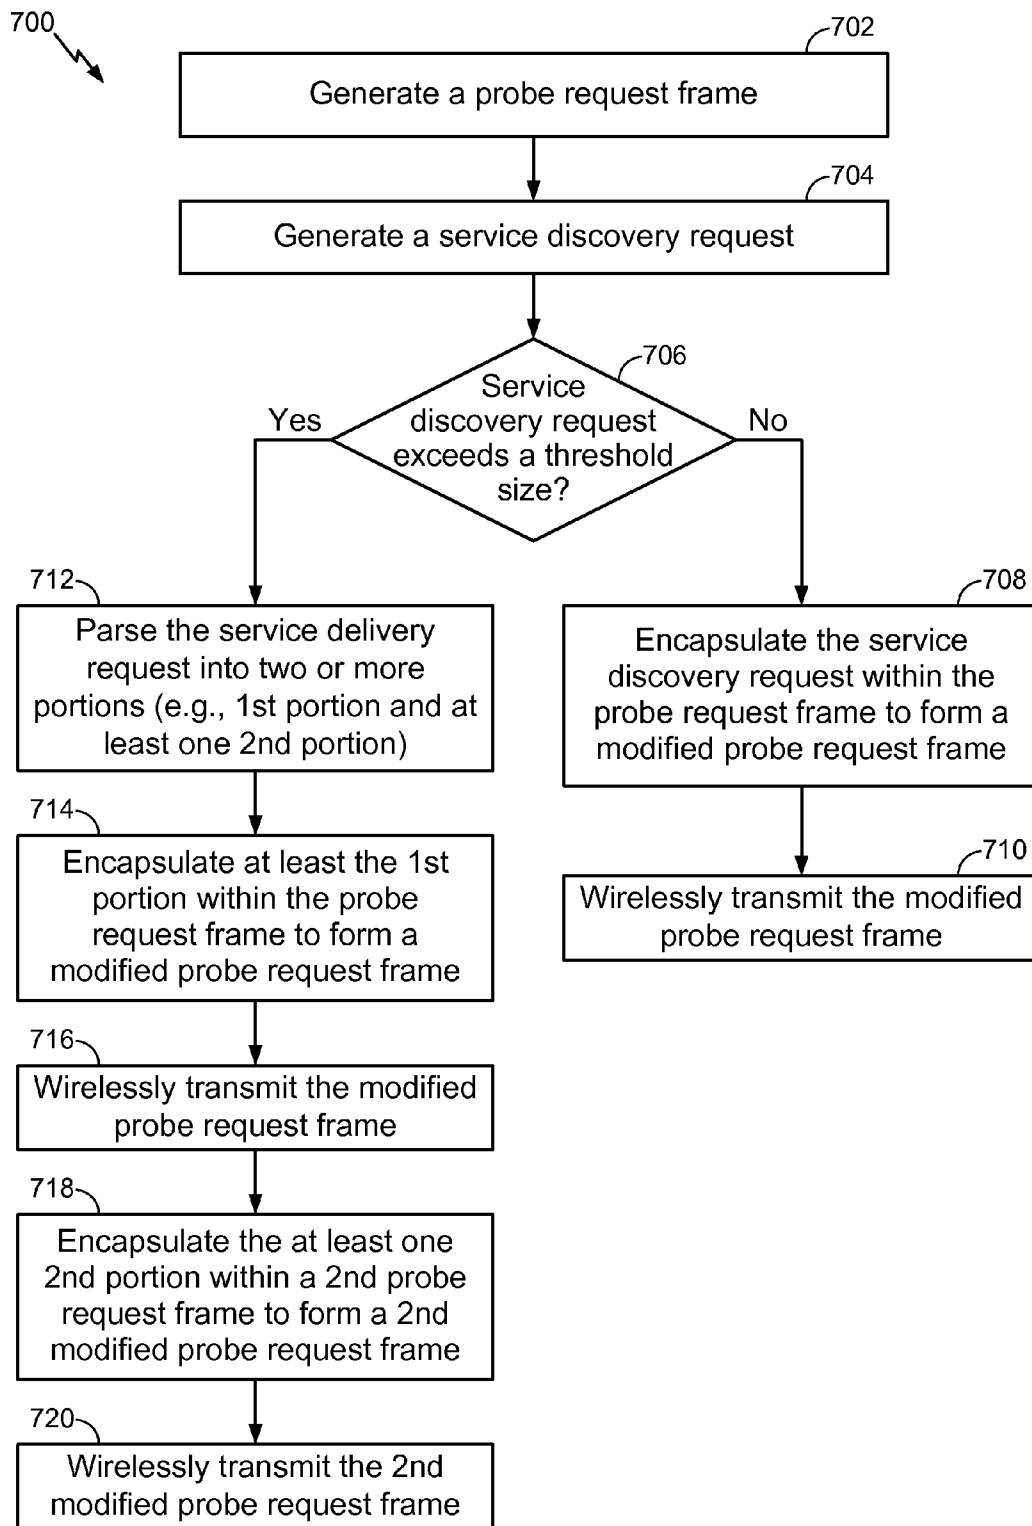 700
702
Generate a probe request frame
704
Generate a service discovery request
706
Service
discovery request
exceeds a threshold
size?
Yes
No
712
Parse the service delivery
request into two or more
portions (e.g., 1st portion and at
least one 2nd portion)
708
Encapsulate the service
discovery request within the
probe request frame to form a
modified probe request frame
714
Encapsulate at least the 1st
portion within the probe
request frame to form a
modified probe request frame
710
Wirelessly transmit the modified
probe request frame
716
Wirelessly transmit the modified
probe request frame
718
Encapsulate the at least one
2nd portion within a 2nd probe
request frame to form a 2nd
modified probe request frame
720
Wirelessly transmit the 2nd
modified probe request frame